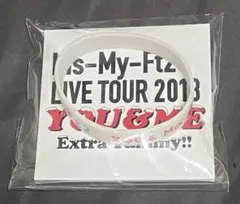 Kis-My-Ft2
LIVE TOUR 2018
YOU&ME
Extra Yummy!!